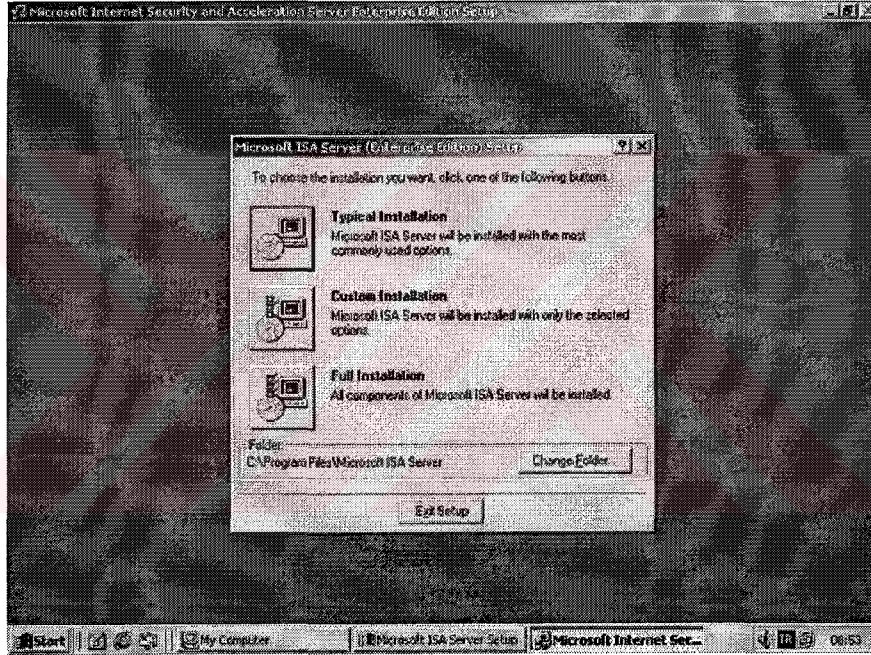 Microsoft Internet Security and Acceleration Server Enterprise Edition Setup
Microsoft ISA Server (Enterprise Edition) Setup
To choose the installation you want, click one of the following buttons.
Typical Installation
Microsoft ISA Server will be installed with the most
commonly used options.
Custom Installation
Microsoft ISA Server will be installed with only the selected
options.
Full Installation
All components of Microsoft ISA Server will be installed.
Folder:
C:\Program Files\Microsoft ISA Server
Change Folder...
Exit Setup
Start
My Computer
Microsoft ISA Server Setup
Microsoft Internet Sec...
08:53